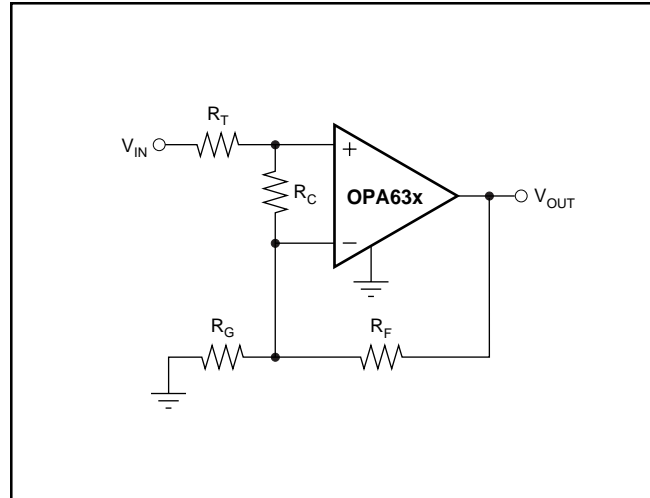 R_T
V_IN
+
R_C
OPA63x
V_OUT
−
R_G
R_F